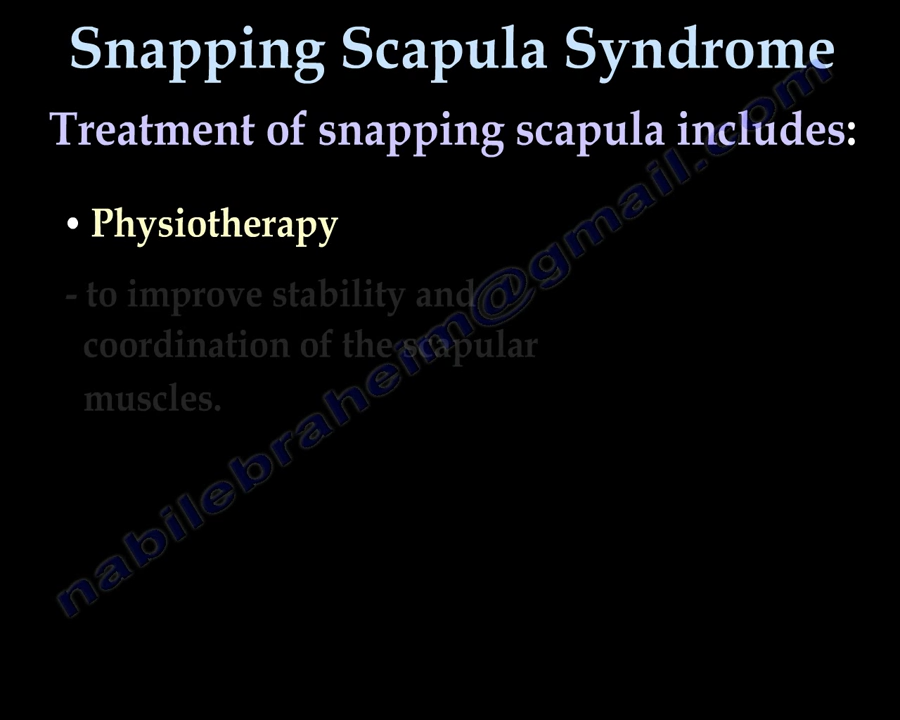 Snapping Scapula Syndrome
Treatment of snapping scapula includes:
• Physiotherapy
- to improve stability and
coordination of the scapular
muscles.
nabilebraheim@gmail.com